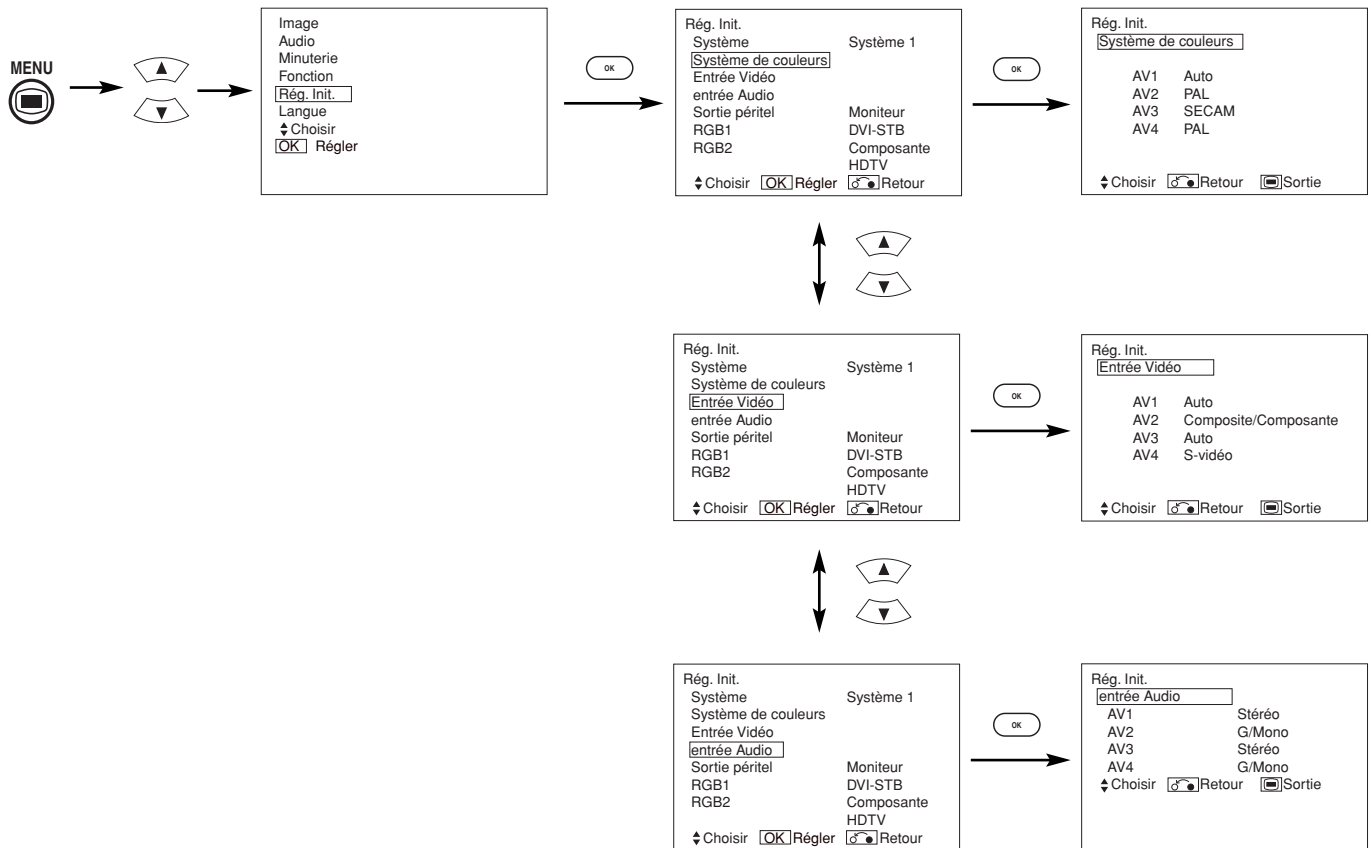 MENU
Image
Audio
Minuterie
Fonction
Rég. Init.
Langue
Choisir
OK Régler
OK
Rég. Init.
Système Système 1
Système de couleurs
Entrée Vidéo
entrée Audio
Sortie péritel Moniteur
RGB1 DVI-STB
RGB2 Composante
HDTV
Choisir OK Régler Retour
OK
Rég. Init.
Système de couleurs
AV1 Auto
AV2 PAL
AV3 SECAM
AV4 PAL
Choisir Retour Sortie
Rég. Init.
Système Système 1
Système de couleurs
Entrée Vidéo
entrée Audio
Sortie péritel Moniteur
RGB1 DVI-STB
RGB2 Composante
HDTV
Choisir OK Régler Retour
OK
Rég. Init.
Entrée Vidéo
AV1 Auto
AV2 Composite/Composante
AV3 Auto
AV4 S-vidéo
Choisir Retour Sortie
Rég. Init.
Système Système 1
Système de couleurs
Entrée Vidéo
entrée Audio
Sortie péritel Moniteur
RGB1 DVI-STB
RGB2 Composante
HDTV
Choisir OK Régler Retour
OK
Rég. Init.
entrée Audio
AV1 Stéréo
AV2 G/Mono
AV3 Stéréo
AV4 G/Mono
Choisir Retour Sortie